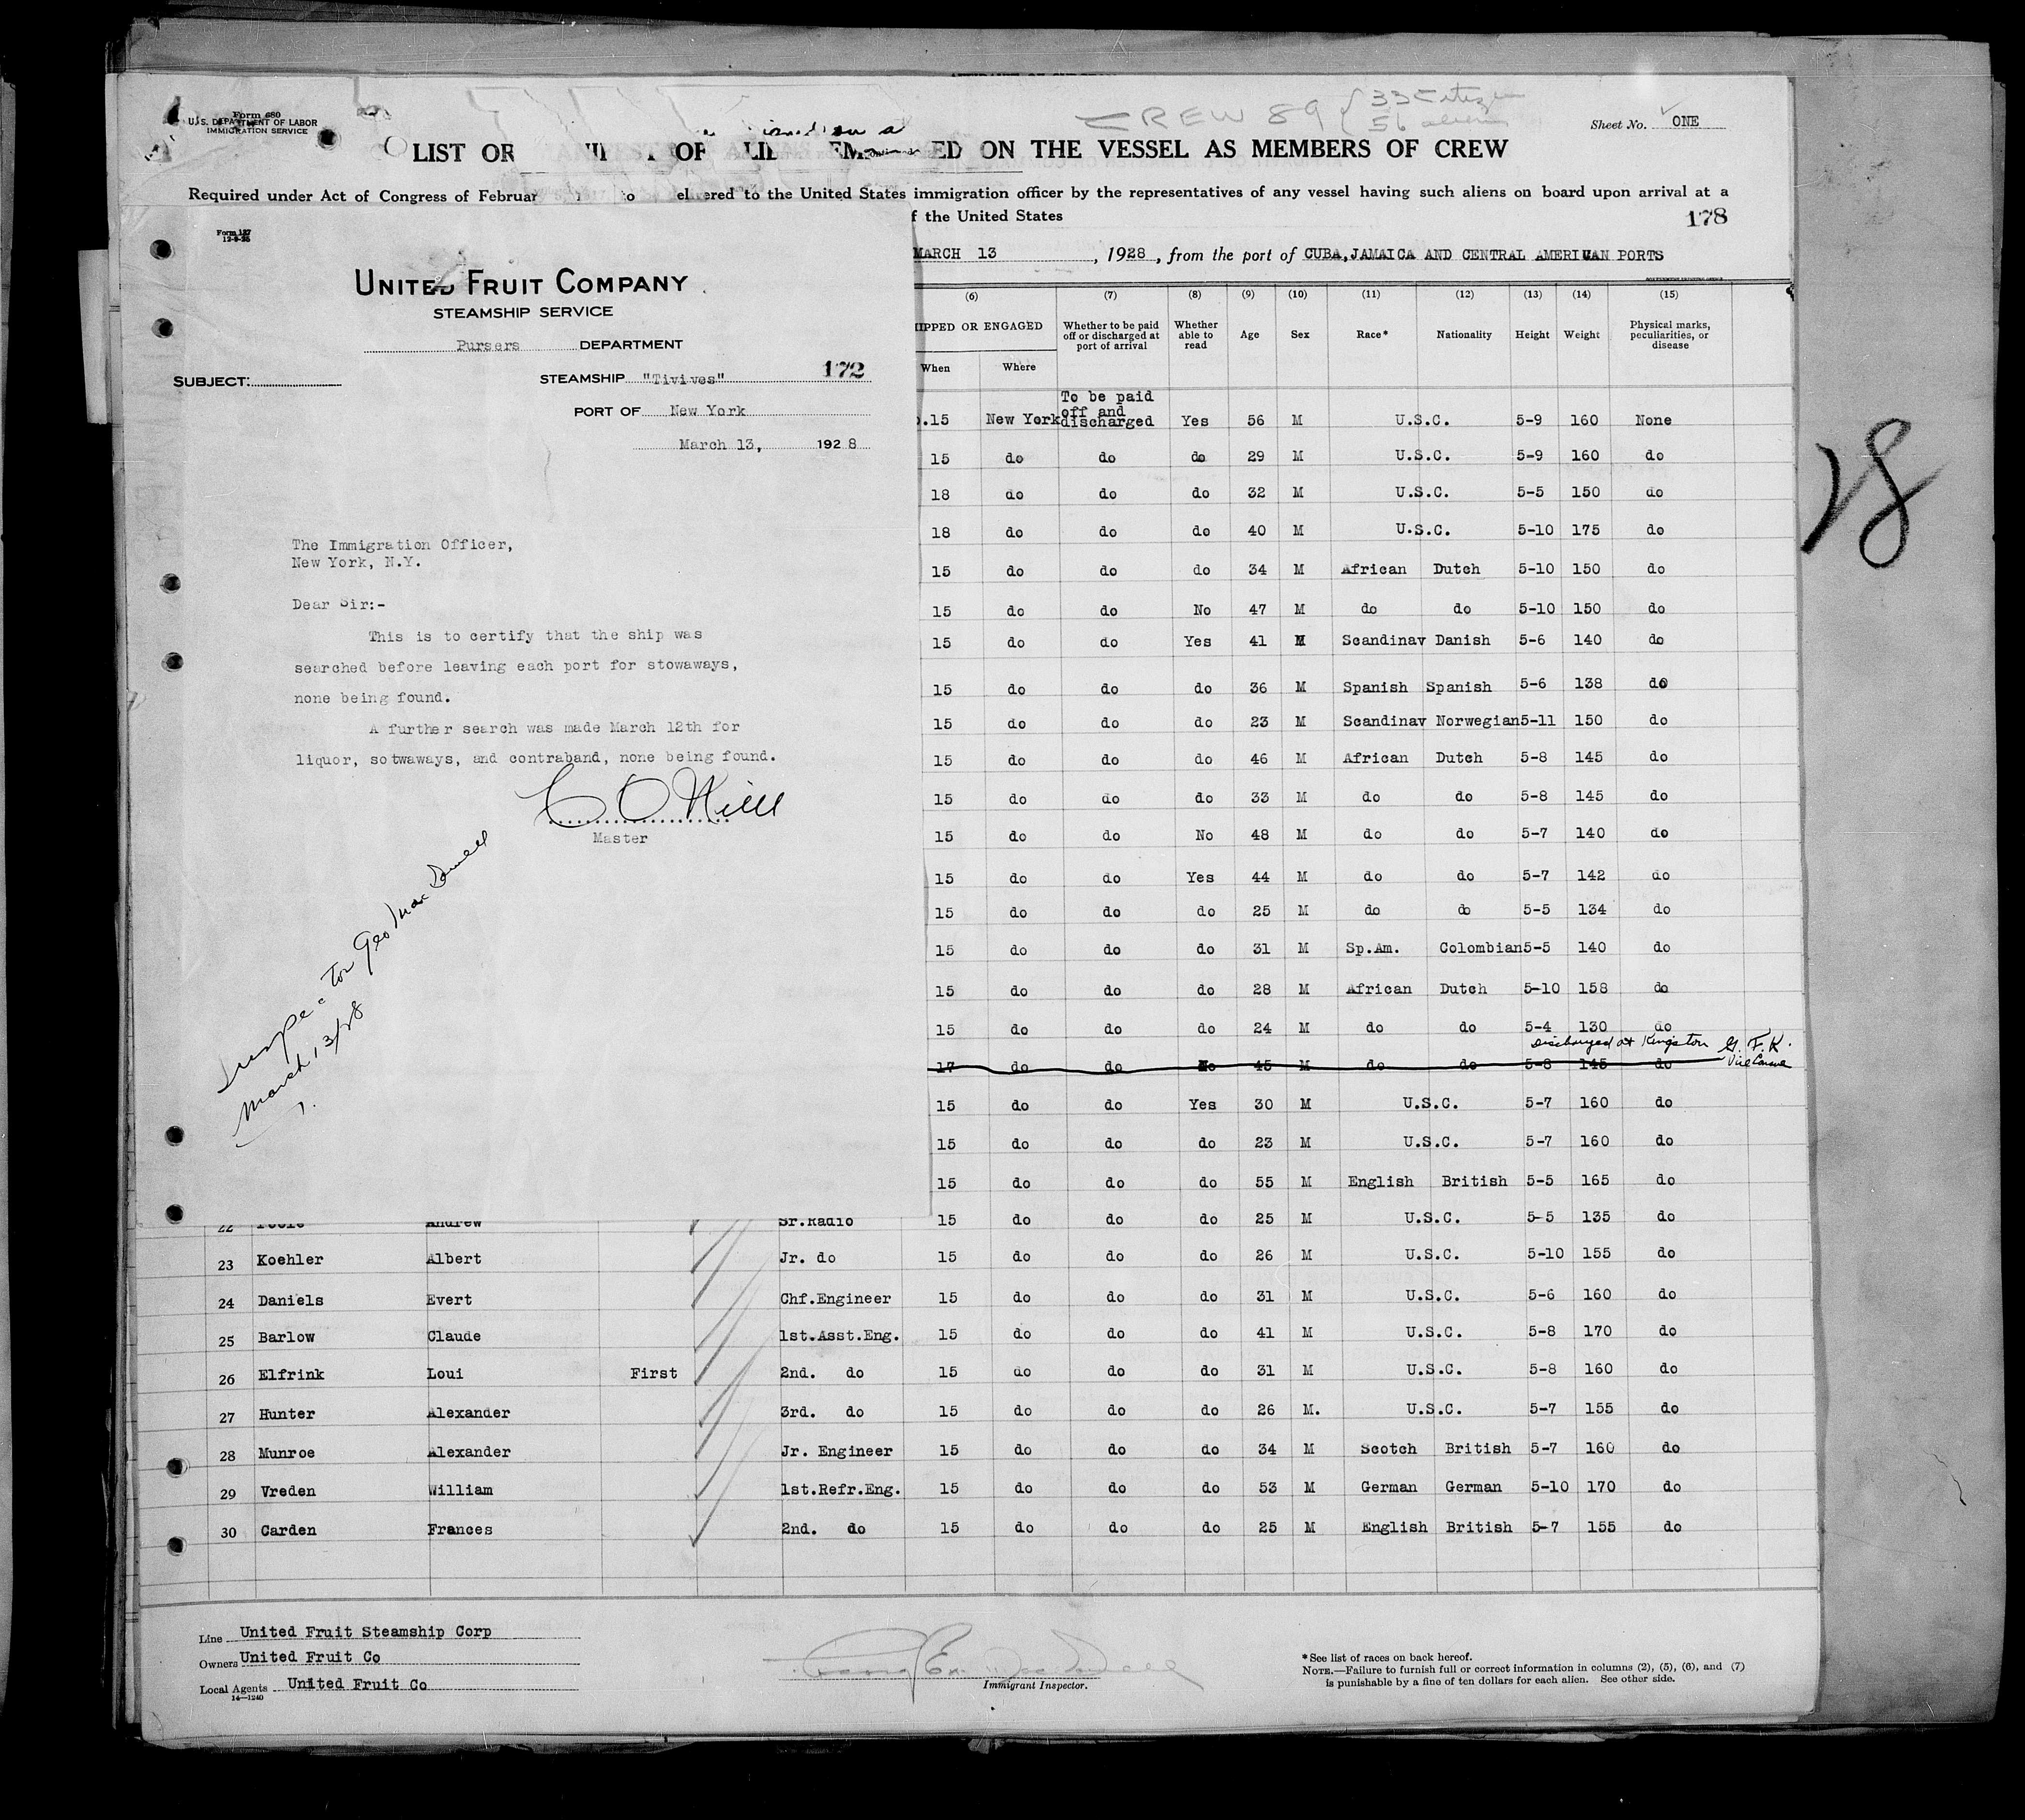 Form 680
U.S. DEPARTMENT OF LABOR
IMMIGRATION SERVICE
CREW 89 { 33 citizen
56 aliens
Sheet No. ONE
LIST OR OF ED ON THE VESSEL AS MEMBERS OF CREW
Required under Act of Congress of Februar to the United States immigration officer by the representatives of any vessel having such aliens on board upon arrival at a
f the United States
178
MARCH 13, 1928, from the port of CUBA, JAMAICA AND CENTRAL AMERICAN PORTS
Form 127
12-9-25
UNITED FRUIT COMPANY
STEAMSHIP SERVICE
Pursers DEPARTMENT
SUBJECT:
STEAMSHIP "Tivives" 172
PORT OF New York
March 13, 1928
The Immigration Officer,
New York, N.Y.
Dear Sir:-
This is to certify that the ship was
searched before leaving each port for stowaways,
none being found.
A further search was made March 12th for
liquor, sotwaways, and contraband, none being found.
Master
March 13/28
28
(6) (7) (8) (9) (10) (11) (12) (13) (14) (15)
IPPED OR ENGAGED Whether to be paid off or discharged at port of arrival Whether able to read Age Sex Race* Nationality Height Weight Physical marks, peculiarities, or disease
When Where
.15 New York To be paid off and discharged Yes 56 M U.S.C. 5-9 160 None
15 do do do 29 M U.S.C. 5-9 160 do
18 do do do 32 M U.S.C. 5-5 150 do
18 do do do 40 M U.S.C. 5-10 175 do
15 do do do 34 M African Dutch 5-10 150 do
15 do do No 47 M do do 5-10 150 do
15 do do Yes 41 M Scandinav Danish 5-6 140 do
15 do do do 36 M Spanish Spanish 5-6 138 do
15 do do do 23 M Scandinav Norwegian 5-11 150 do
15 do do do 46 M African Dutch 5-8 145 do
15 do do do 33 M do do 5-8 145 do
15 do do No 48 M do do 5-7 140 do
15 do do Yes 44 M do do 5-7 142 do
15 do do do 25 M do do 5-5 134 do
15 do do do 31 M Sp.Am. Colombian 5-5 140 do
15 do do do 28 M African Dutch 5-10 158 do
15 do do do 24 M do do 5-4 130 do
Discharged at Kingston G. F. K.
17 do do No 45 M do do 5-8 145 do
15 do do Yes 30 M U.S.C. 5-7 160 do
15 do do do 23 M U.S.C. 5-7 160 do
15 do do do 55 M English British 5-5 165 do
22 Andrew Sr.Radio 15 do do do 25 M U.S.C. 5-5 135 do
23 Koehler Albert Jr. do 15 do do do 26 M U.S.C. 5-10 155 do
24 Daniels Evert Chf.Engineer 15 do do do 31 M U.S.C. 5-6 160 do
25 Barlow Claude 1st.Asst.Eng. 15 do do do 41 M U.S.C. 5-8 170 do
26 Elfrink Loui First 2nd. do 15 do do do 31 M U.S.C. 5-8 160 do
27 Hunter Alexander 3rd. do 15 do do do 26 M. U.S.C. 5-7 155 do
28 Munroe Alexander Jr. Engineer 15 do do do 34 M Scotch British 5-7 160 do
29 Vreden William 1st.Refr.Eng. 15 do do do 53 M German German 5-10 170 do
30 Carden Frances 2nd. do 15 do do do 25 M English British 5-7 155 do
Line United Fruit Steamship Corp
Owners United Fruit Co
Local Agents United Fruit Co
14-1240
Immigrant Inspector.
*See list of races on back hereof.
NOTE.—Failure to furnish full or correct information in columns (2), (5), (6), and (7)
is punishable by a fine of ten dollars for each alien. See other side.